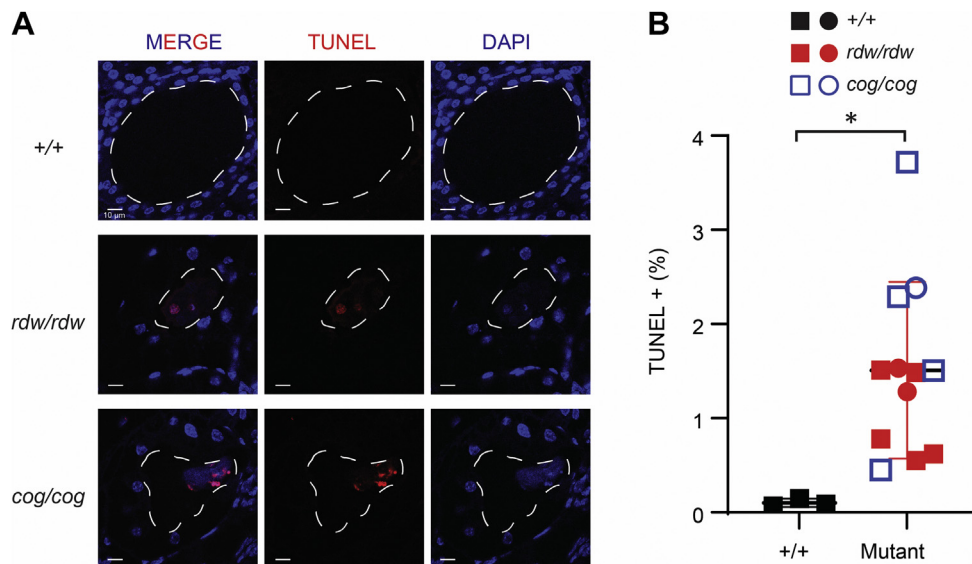 A
MERGE TUNEL DAPI
+/+
10 µm
rdw/rdw
cog/cog
B
+/+
rdw/rdw
cog/cog
*
4
3
2
1
0
TUNEL + (%)
+/+ Mutant